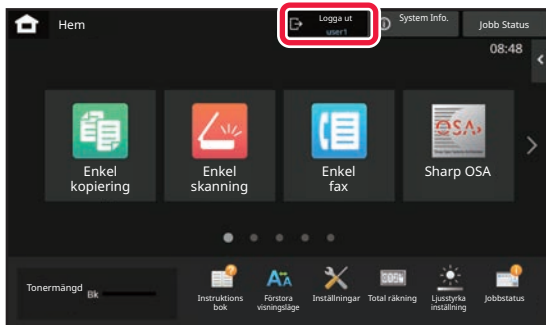 Hem
Logga ut
user1
System Info.
Jobb Status
08:48
Enkel
kopiering
Enkel
skanning
Enkel
fax
OSA
Sharp OSA
Tonermängd
Bk
Instruktions
bok
Förstora
visningsläge
Inställningar
Total räkning
Ljusstyrka
inställning
Jobbstatus